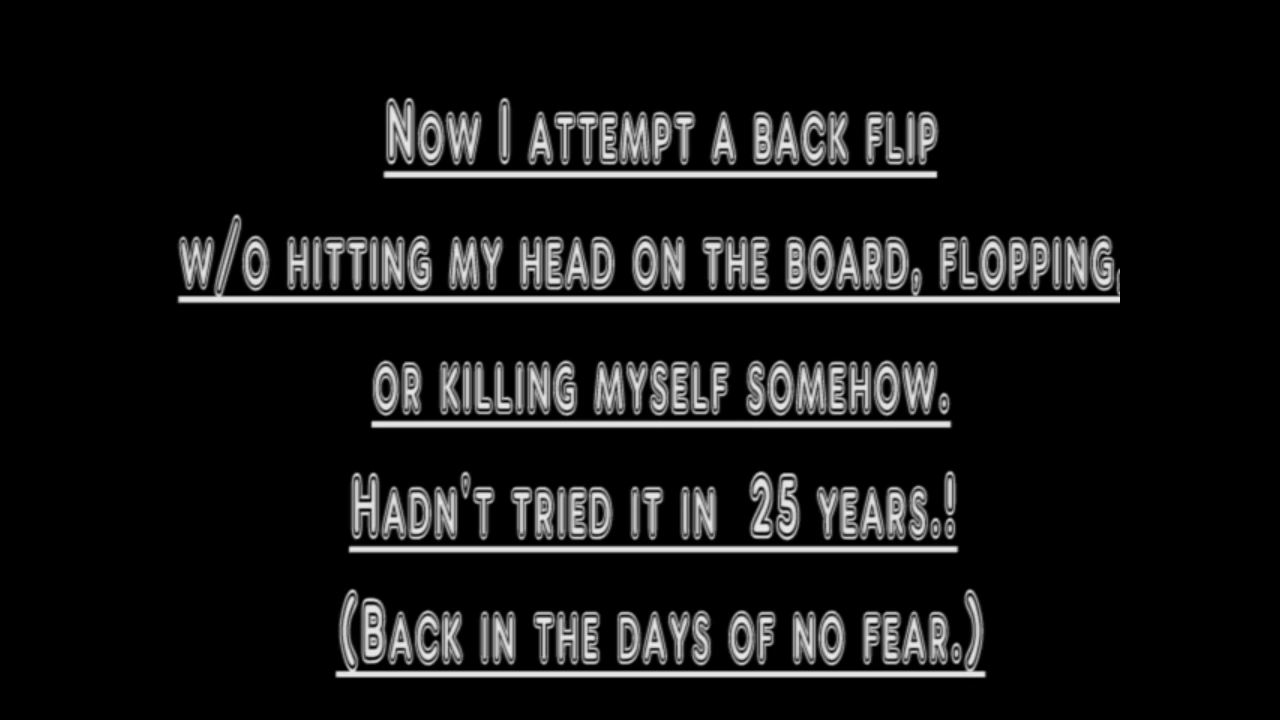 Now I attempt a back flip
w/o hitting my head on the board, flopping,
or killing myself somehow.
Hadn't tried it in 25 years.!
(Back in the days of no fear.)